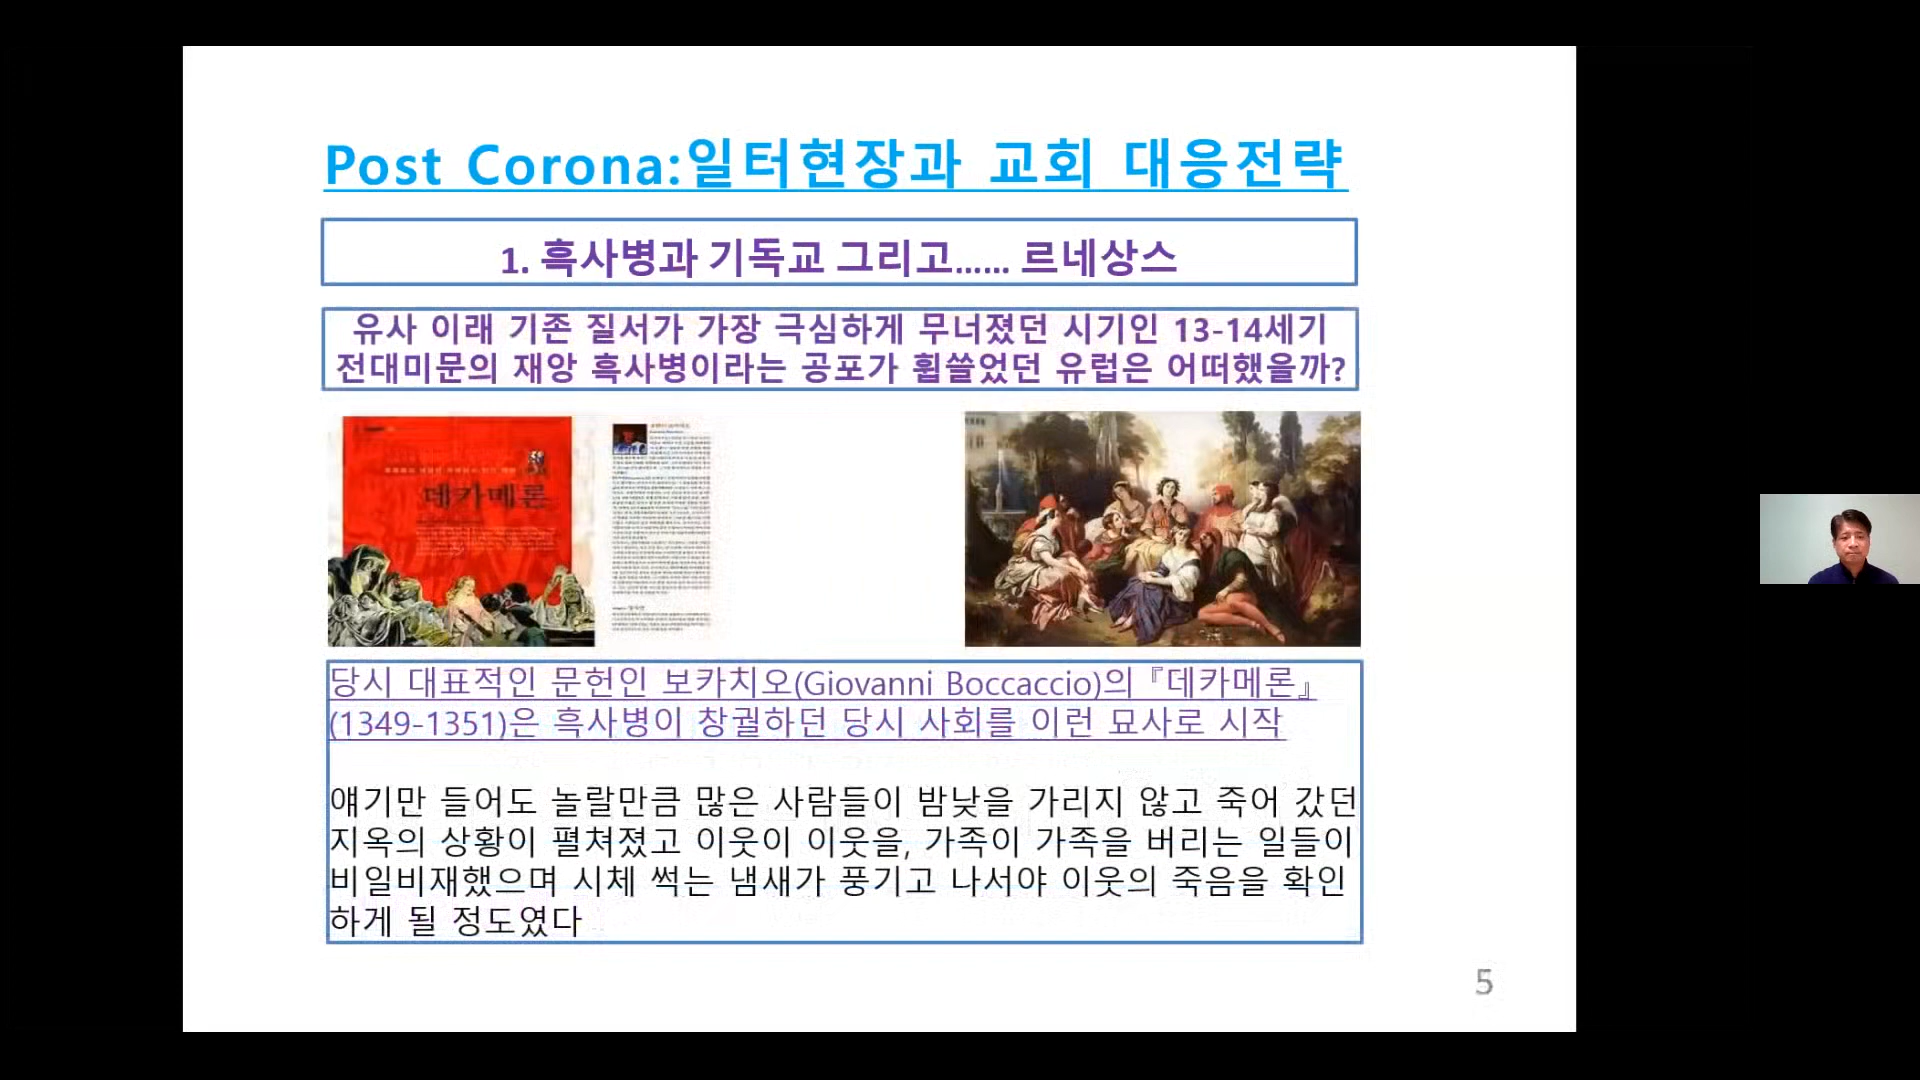 Post Corona:일터현장과 교회 대응전략
1. 흑사병과 기독교 그리고...... 르네상스
유사 이래 기존 질서가 가장 극심하게 무너졌던 시기인 13-14세기
전대미문의 재앙 흑사병이라는 공포가 휩쓸었던 유럽은 어떠했을까?
데카메론
당시 대표적인 문헌인 보카치오(Giovanni Boccaccio)의『데카메론』
(1349-1351)은 흑사병이 창궐하던 당시 사회를 이런 묘사로 시작
얘기만 들어도 놀랄만큼 많은 사람들이 밤낮을 가리지 않고 죽어 갔던
지옥의 상황이 펼쳐졌고 이웃이 이웃을, 가족이 가족을 버리는 일들이
비일비재했으며 시체 썩는 냄새가 풍기고 나서야 이웃의 죽음을 확인
하게 될 정도였다
5